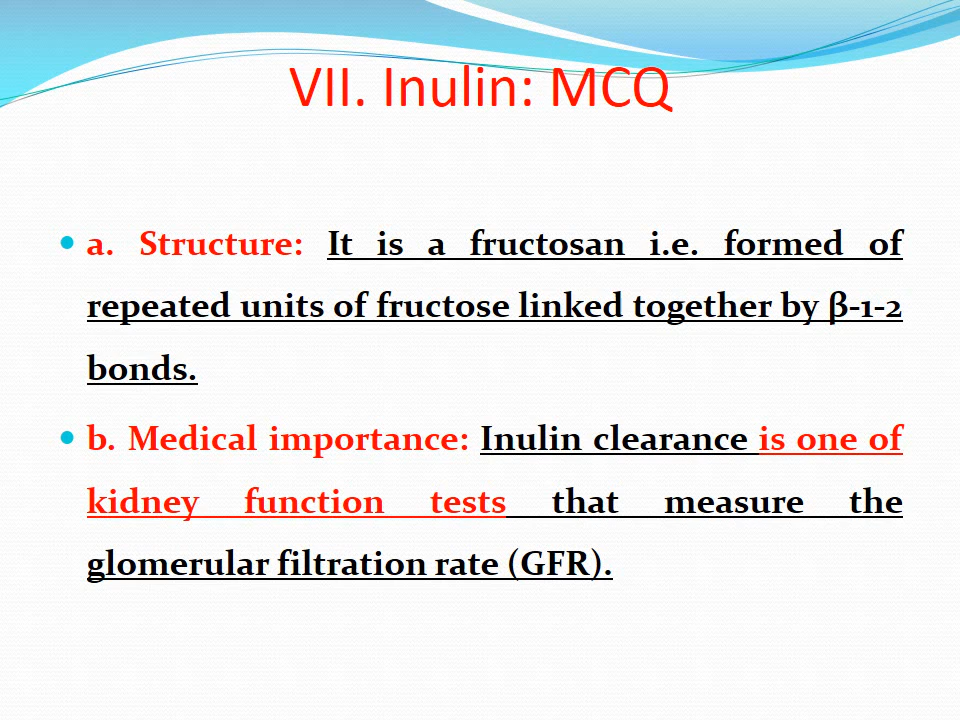 VII. Inulin: MCQ
• a. Structure: It is a fructosan i.e. formed of
repeated units of fructose linked together by β-1-2
bonds.
• b. Medical importance: Inulin clearance is one of
kidney function tests that measure the
glomerular filtration rate (GFR).